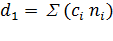 d₁ = Σ (cᵢ nᵢ)